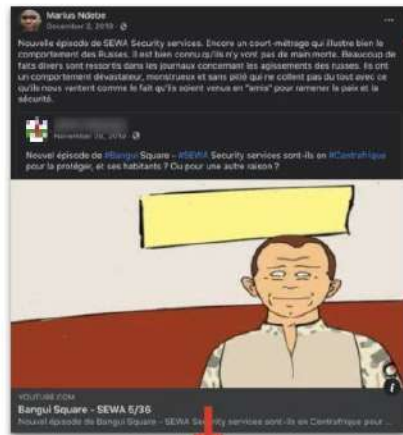 Marius Ndebe
December 2, 2019
Nouvelle épisode de SEWA Security services. Encore un court-métrage qui illustre bien le
comportement des Russes. Il est bien connu qu'ils n'y vont pas de main morte. Beaucoup de
faits divers sont ressortis dans les journaux concernant les agissements des russes. Ils ont
un comportement dévastateur, monstrueux et sans pitié qui ne collent pas du tout avec ce
qu'ils nous ventent comme le fait qu'ils soient venus en "amis" pour ramener la paix et la
sécurité.
November 28, 2019
Nouvel épisode de #Bangui Square - #SEWA Security services sont-ils en #Centrafrique
pour la protéger, et ses habitants ? Ou pour une autre raison ?
YOUTUBE.COM
Bangui Square - SEWA 5/36
Nouvel épisode de Bangui Square - SEWA Security services sont-ils en Centrafrique pour ...